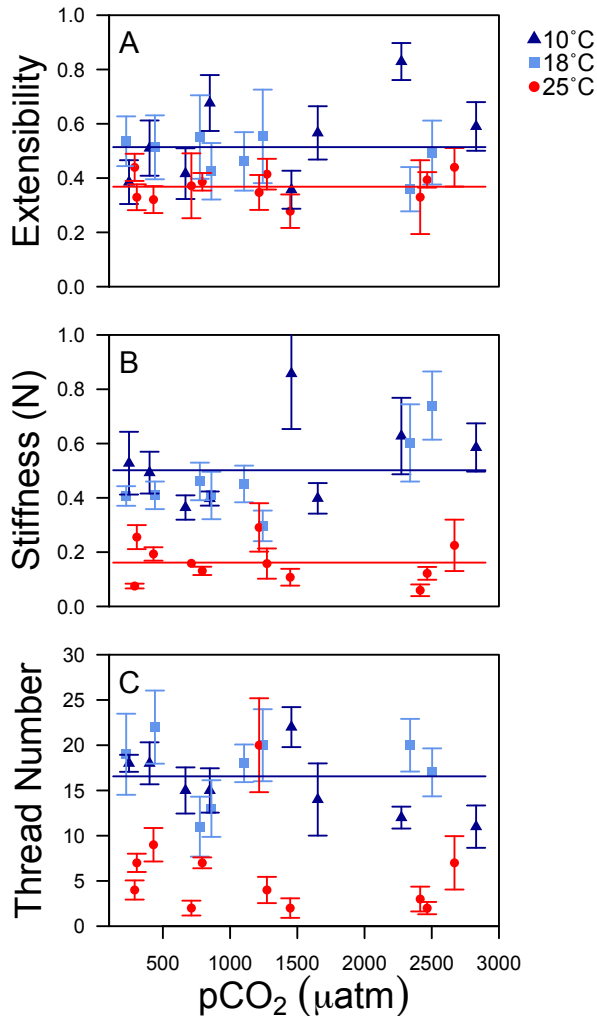 A
10˚C
18˚C
25˚C
Extensibility
1.0
0.8
0.6
0.4
0.2
0.0
B
Stiffness (N)
1.0
0.8
0.6
0.4
0.2
0.0
C
Thread Number
30
25
20
15
10
5
0
500 1000 1500 2000 2500 3000
pCO₂ (μatm)